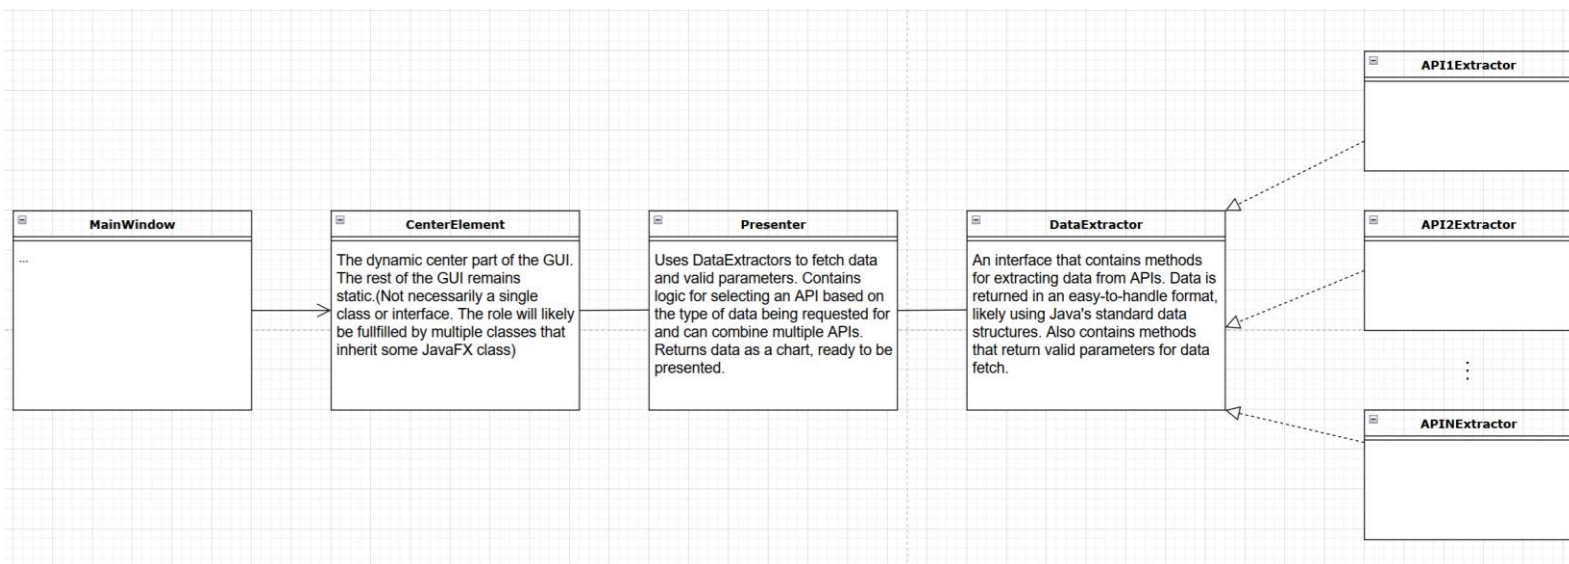 MainWindow
...
CenterElement
The dynamic center part of the GUI.
The rest of the GUI remains
static.(Not necessarily a single
class or interface. The role will likely
be fullfilled by multiple classes that
inherit some JavaFX class)
Presenter
Uses DataExtractors to fetch data
and valid parameters. Contains
logic for selecting an API based on
the type of data being requested for
and can combine multiple APIs.
Returns data as a chart, ready to be
presented.
DataExtractor
An interface that contains methods
for extracting data from APIs. Data is
returned in an easy-to-handle format,
likely using Java's standard data
structures. Also contains methods
that return valid parameters for data
fetch.
API1Extractor
API2Extractor
⋮
APINExtractor